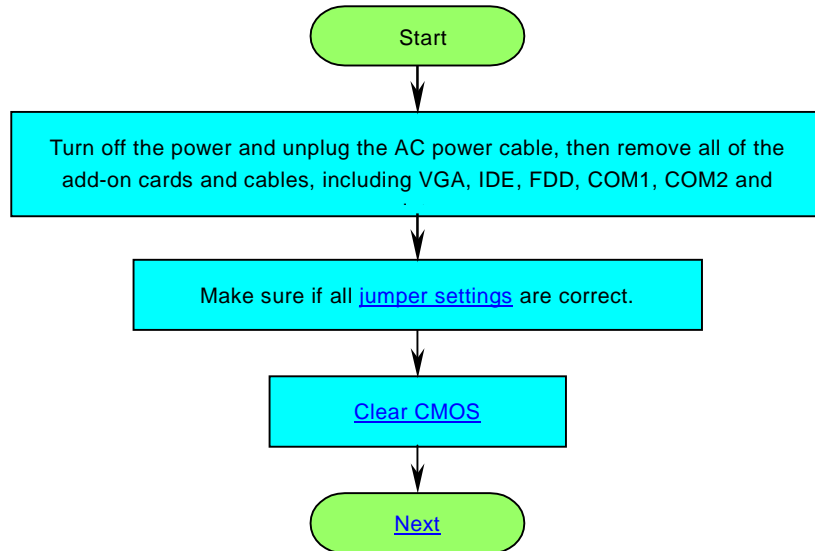 Start
Turn off the power and unplug the AC power cable, then remove all of the
add-on cards and cables, including VGA, IDE, FDD, COM1, COM2 and
Make sure if all jumper settings are correct.
Clear CMOS
Next